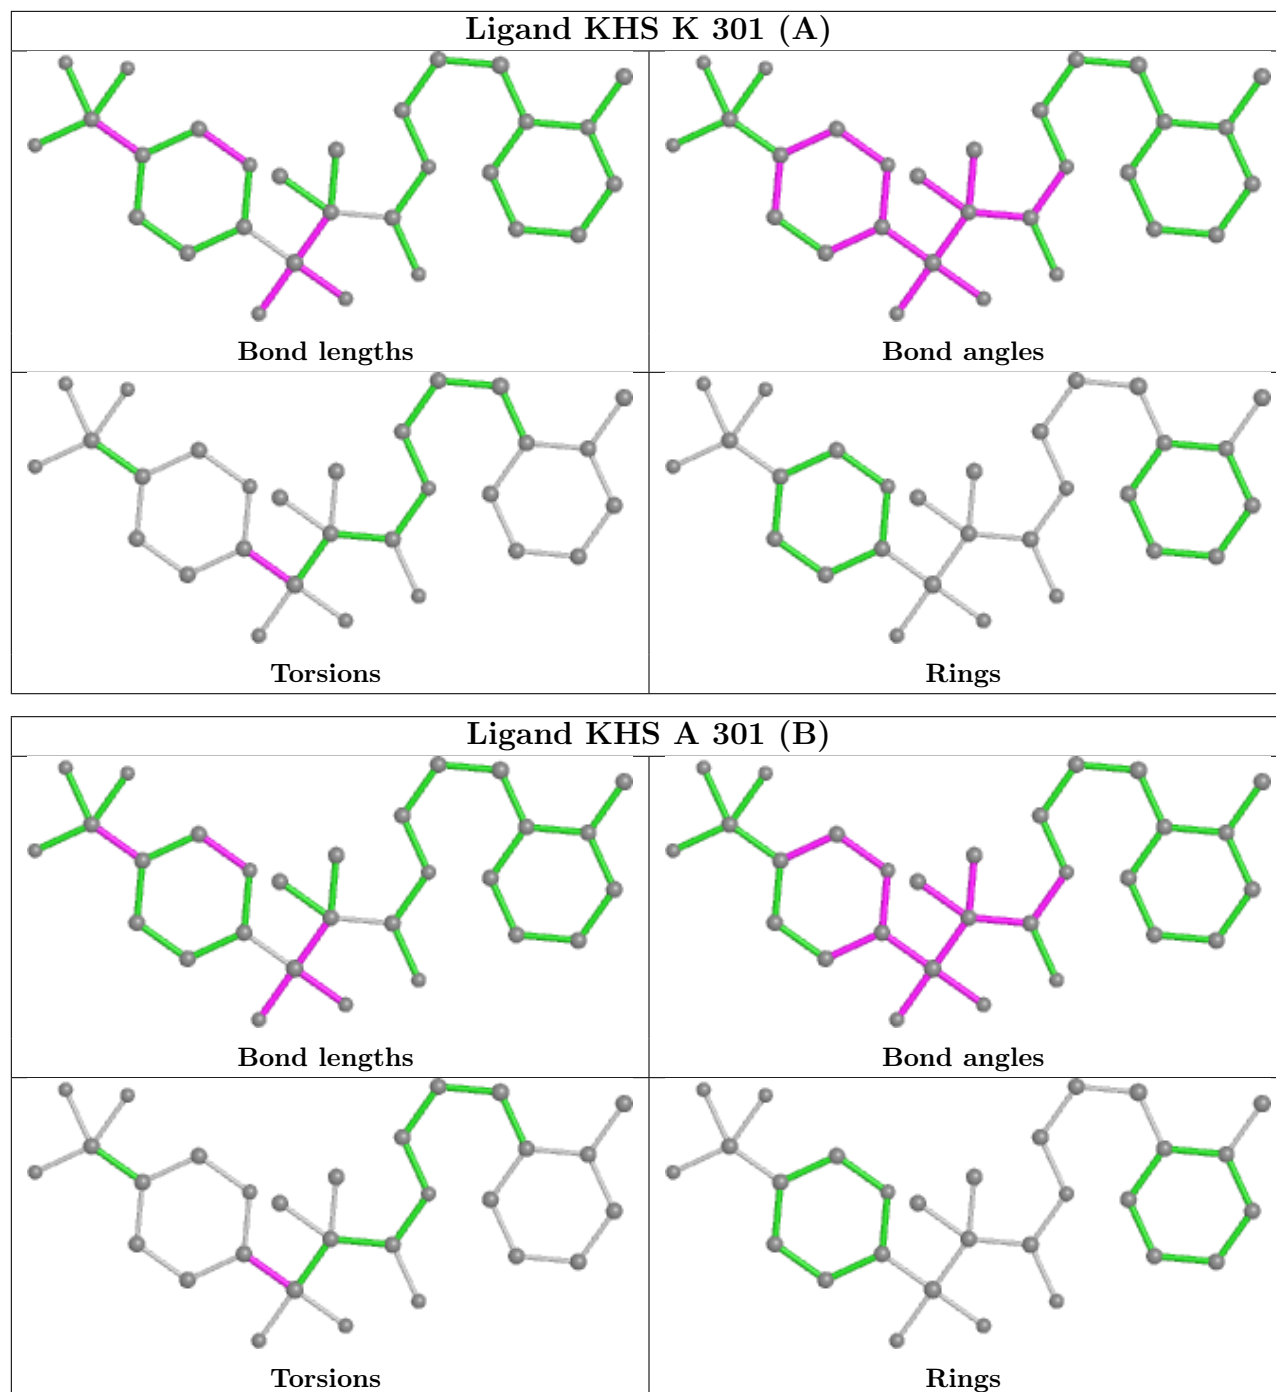 Ligand KHS K 301 (A)
Bond lengths
Bond angles
Torsions
Rings
Ligand KHS A 301 (B)
Bond lengths
Bond angles
Torsions
Rings